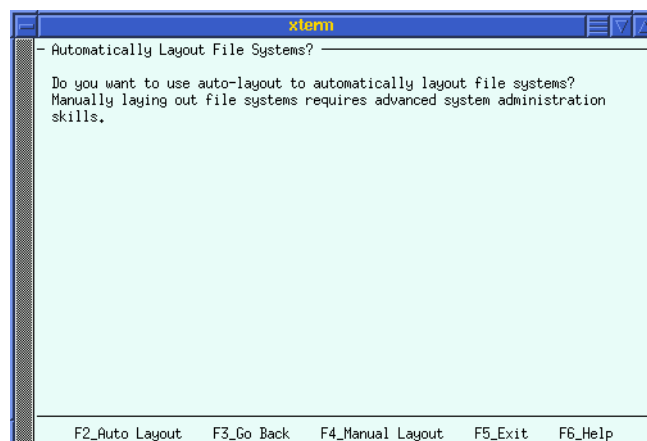 xterm
Automatically Layout File Systems?
Do you want to use auto-layout to automatically layout file systems?
Manually laying out file systems requires advanced system administration
skills.
F2_Auto Layout F3_Go Back F4_Manual Layout F5_Exit F6_Help